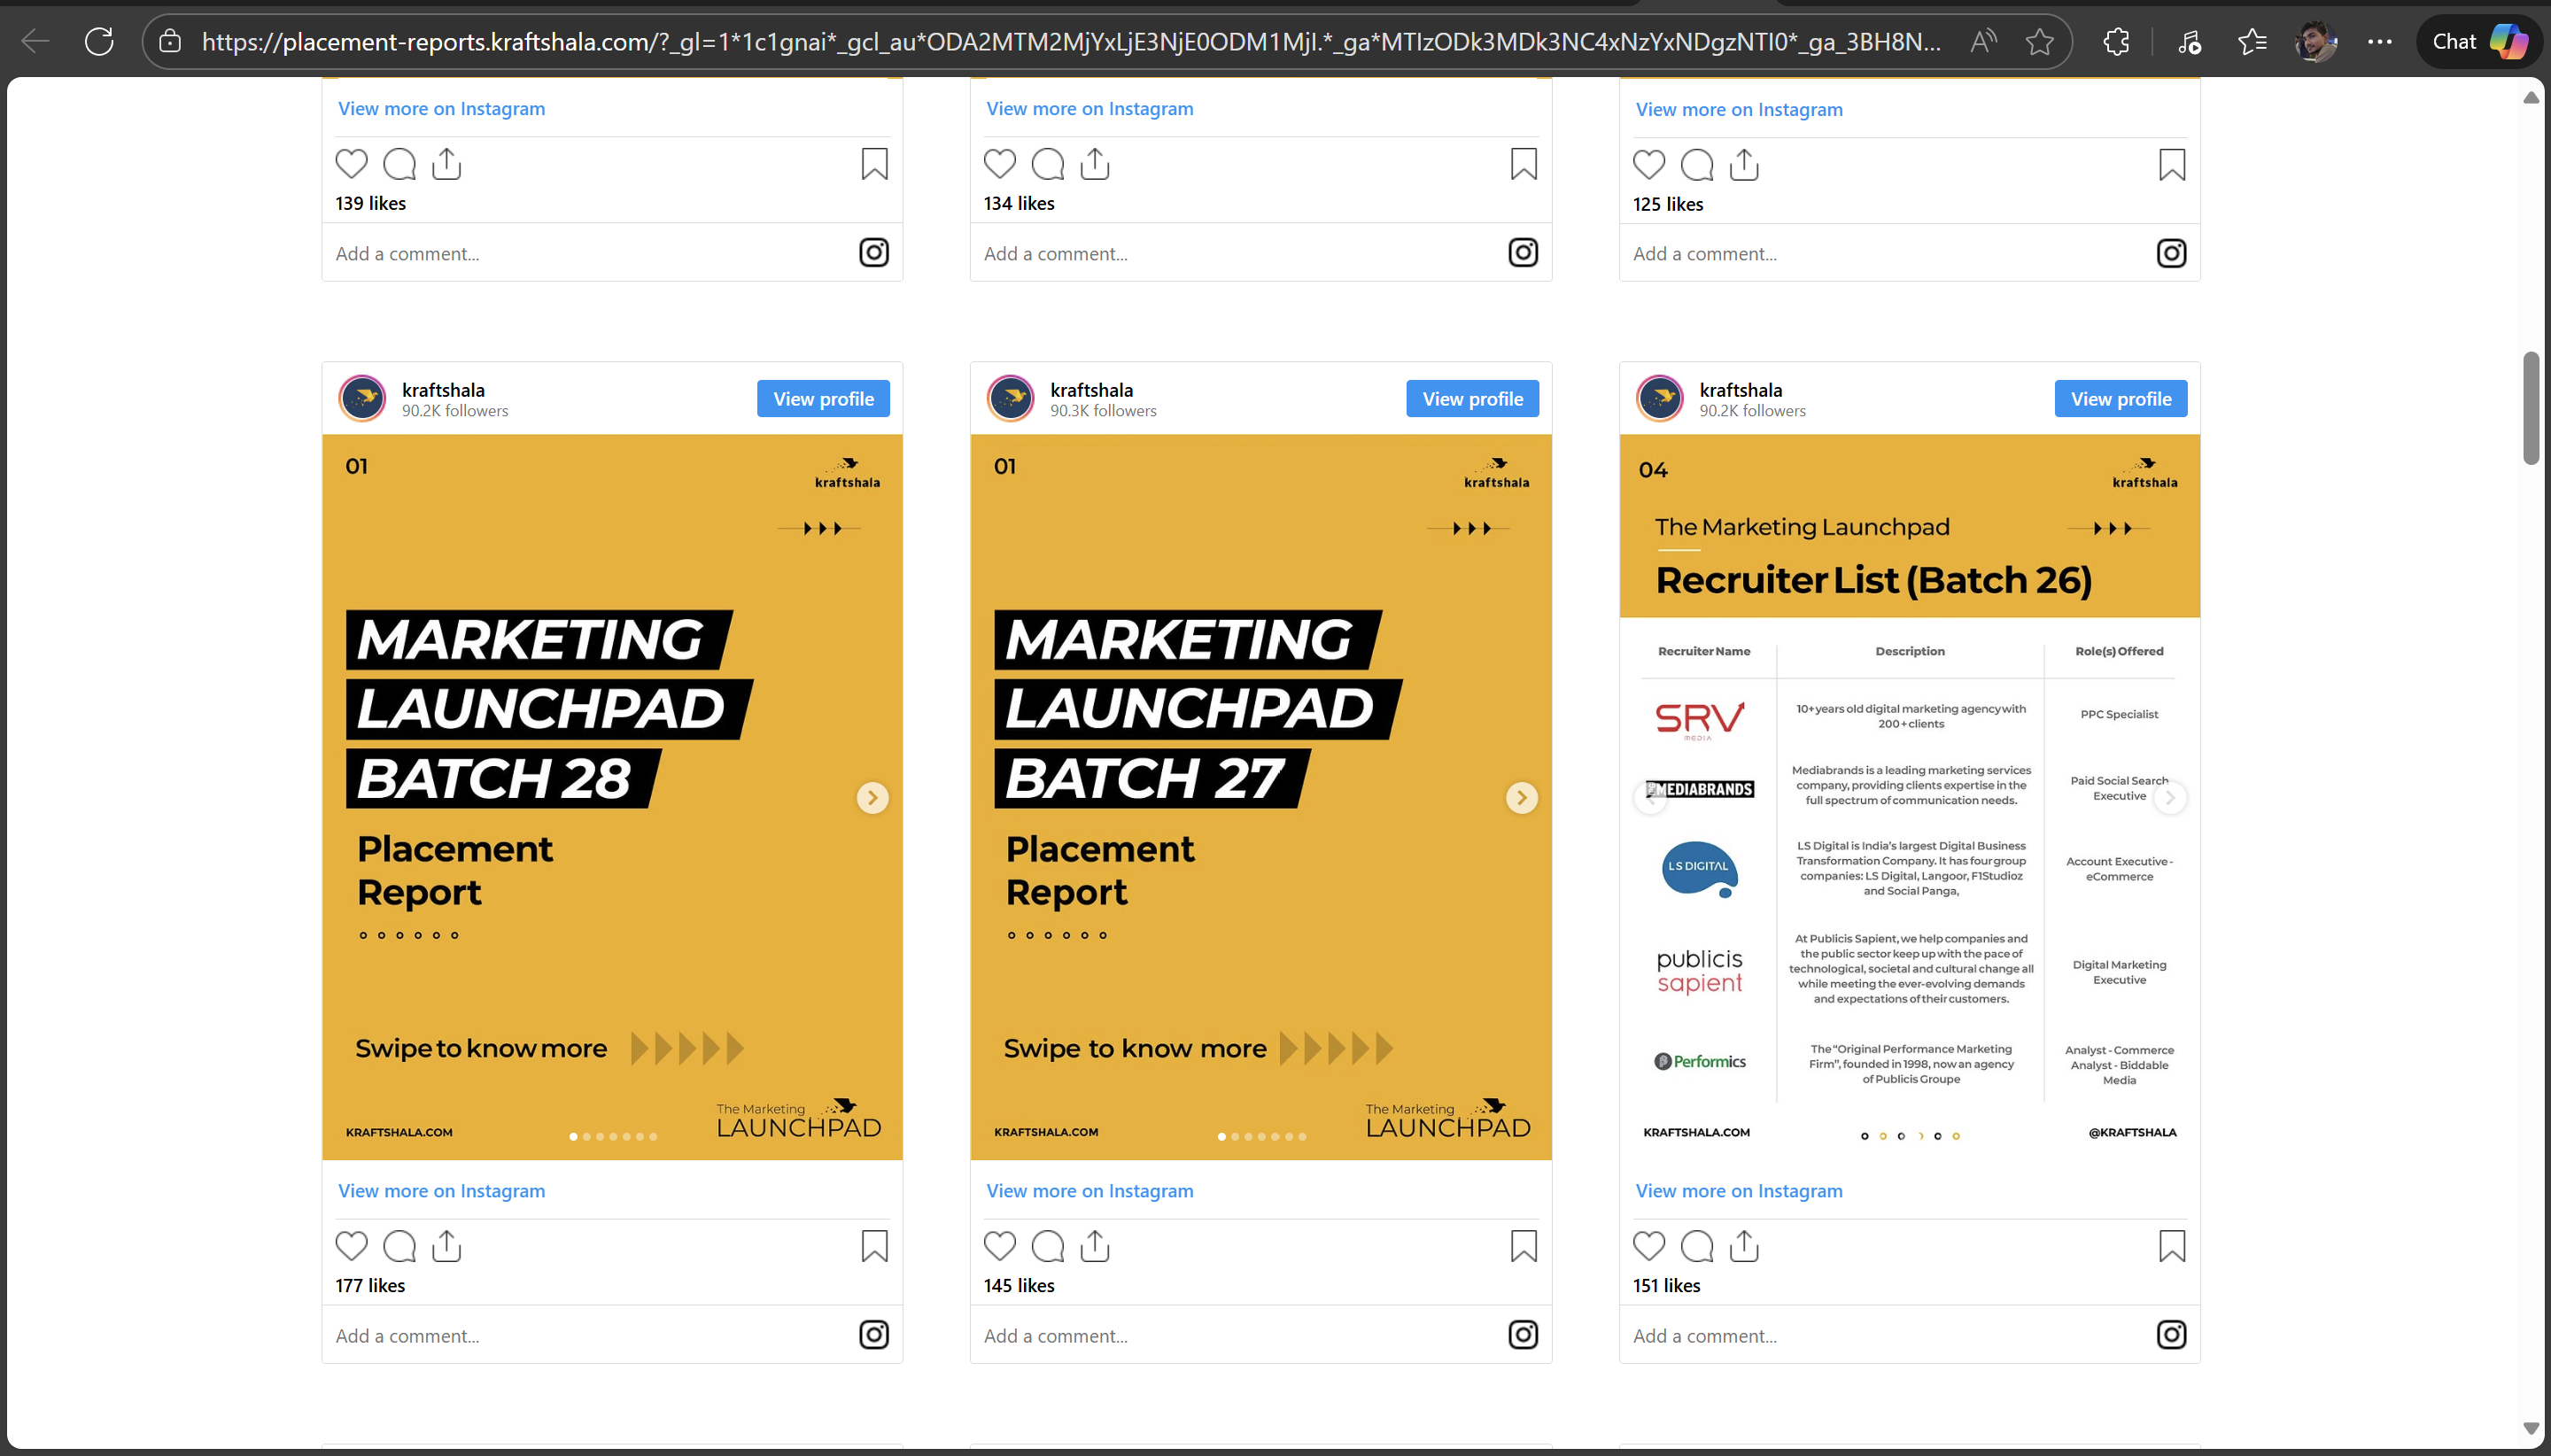 https://placement-reports.kraftshala.com/?_gl=1*1c1gnai*_gcl_au*ODA2MTM2MjYxLjE3NjE0ODM1MjI.*_ga*MTIzODk3MDk3NC4xNzYxNDgzNTI0*_ga_3BH8N...
Chat
View more on Instagram
139 likes
Add a comment...
View more on Instagram
134 likes
Add a comment...
View more on Instagram
125 likes
Add a comment...
kraftshala
90.2K followers
View profile
01
kraftshala
MARKETING
LAUNCHPAD
BATCH 28
Placement
Report
Swipe to know more
The Marketing
LAUNCHPAD
KRAFTSHALA.COM
View more on Instagram
177 likes
Add a comment...
kraftshala
90.3K followers
View profile
01
kraftshala
MARKETING
LAUNCHPAD
BATCH 27
Placement
Report
Swipe to know more
The Marketing
LAUNCHPAD
KRAFTSHALA.COM
View more on Instagram
145 likes
Add a comment...
kraftshala
90.2K followers
View profile
04
kraftshala
The Marketing Launchpad
Recruiter List (Batch 26)
Recruiter Name
Description
Role(s) Offered
SRV
MEDIA
10+ years old digital marketing agency with
200+ clients
PPC Specialist
MEDIABRANDS
Mediabrands is a leading marketing services
company, providing clients expertise in the
full spectrum of communication needs.
Paid Social Search
Executive
LS DIGITAL
LS Digital is India's largest Digital Business
Transformation Company. It has four group
companies: LS Digital, Langoor, F1Studioz
and Social Panga,
Account Executive -
eCommerce
publicis
sapient
At Publicis Sapient, we help companies and
the public sector keep up with the pace of
technological, societal and cultural change all
while meeting the ever-evolving demands
and expectations of their customers.
Digital Marketing
Executive
Performics
The "Original Performance Marketing
Firm", founded in 1998, now an agency
of Publicis Groupe
Analyst - Commerce
Analyst - Biddable
Media
KRAFTSHALA.COM
@KRAFTSHALA
View more on Instagram
151 likes
Add a comment...